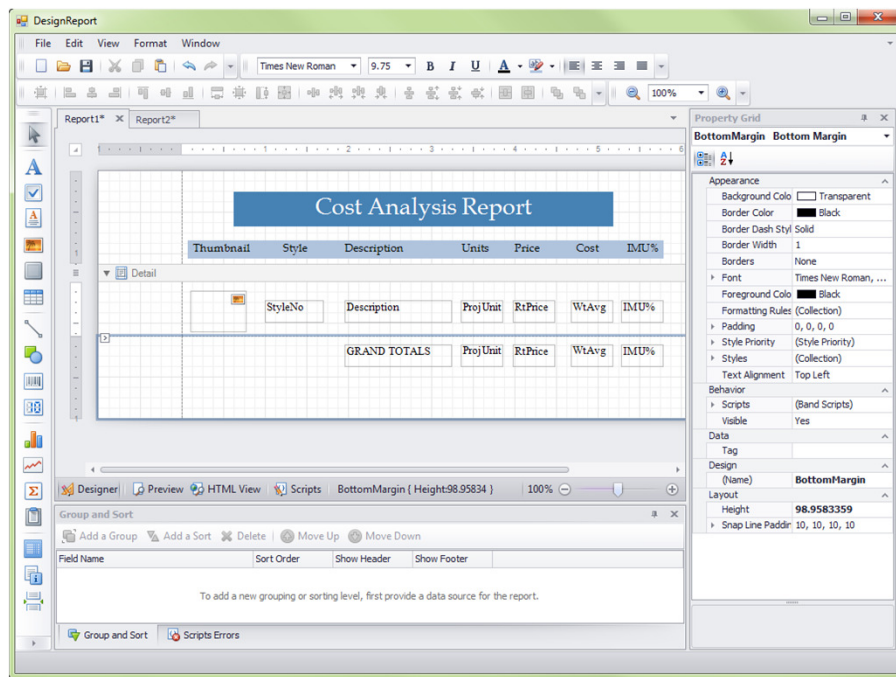 DesignReport
File Edit View Format Window
Times New Roman 9.75 B I U A
100%
Report1* Report2*
1 2 3 4 5 6
Cost Analysis Report
Thumbnail Style Description Units Price Cost IMU%
Detail
StyleNo Description ProjUnit RtPrice WtAvg IMU%
GRAND TOTALS ProjUnit RtPrice WtAvg IMU%
Designer Preview HTML View Scripts BottomMargin { Height:98.95834 } 100%
Group and Sort
Add a Group Add a Sort Delete Move Up Move Down
Field Name Sort Order Show Header Show Footer
To add a new grouping or sorting level, first provide a data source for the report.
Group and Sort Scripts Errors
Property Grid
BottomMargin Bottom Margin
Appearance
Background Colo Transparent
Border Color Black
Border Dash Styl Solid
Border Width 1
Borders None
Font Times New Roman, ...
Foreground Colo Black
Formatting Rules (Collection)
Padding 0, 0, 0, 0
Style Priority (Style Priority)
Styles (Collection)
Text Alignment Top Left
Behavior
Scripts (Band Scripts)
Visible Yes
Data
Tag
Design
(Name) BottomMargin
Layout
Height 98.9583359
Snap Line Paddin 10, 10, 10, 10